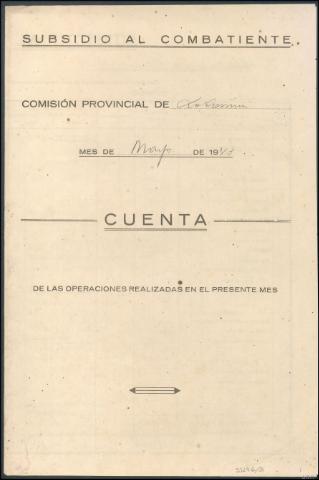 SUBSIDIO AL COMBATIENTE
COMISIÓN PROVINCIAL DE
MES DE Mayo DE 19
CUENTA
DE LAS OPERACIONES REALIZADAS EN EL PRESENTE MES